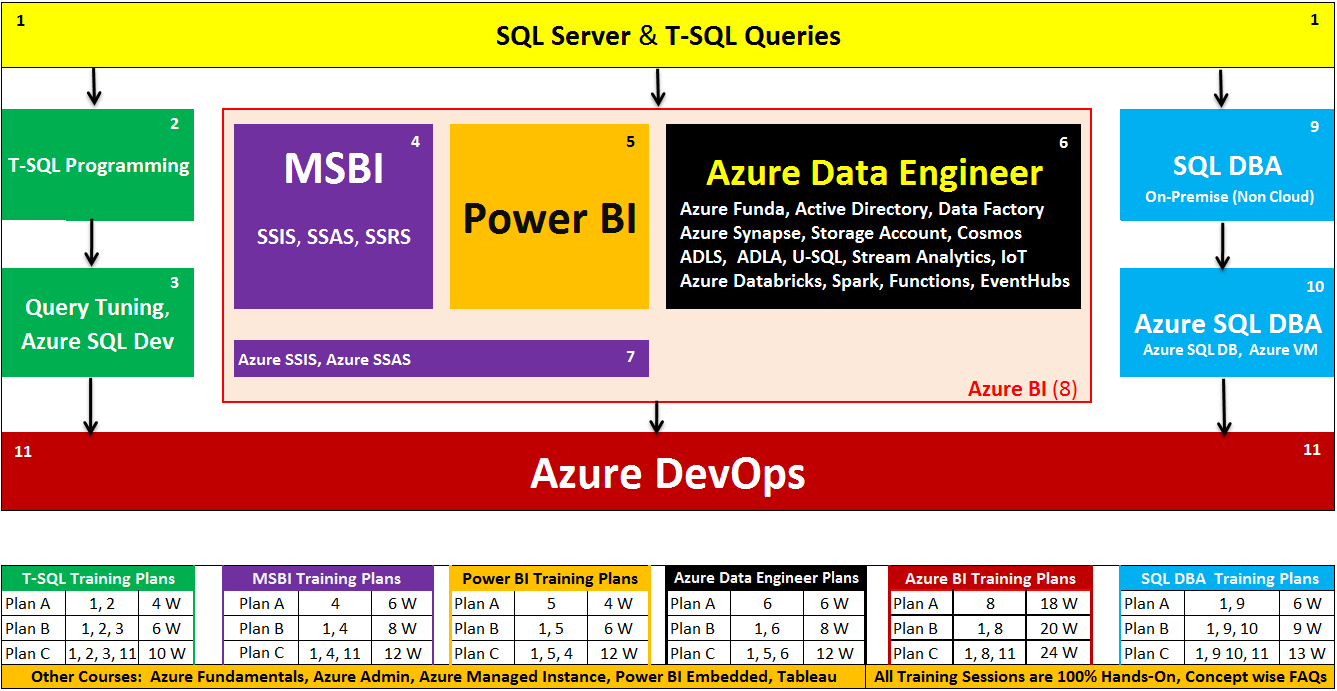 1 SQL Server & T-SQL Queries 1
2
T-SQL Programming
3
Query Tuning,
Azure SQL Dev
4
MSBI
SSIS, SSAS, SSRS
5
Power BI
6
Azure Data Engineer
Azure Funda, Active Directory, Data Factory
Azure Synapse, Storage Account, Cosmos
ADLS, ADLA, U-SQL, Stream Analytics, IoT
Azure Databricks, Spark, Functions, EventHubs
Azure SSIS, Azure SSAS 7
Azure BI (8)
9
SQL DBA
On-Premise (Non Cloud)
10
Azure SQL DBA
Azure SQL DB, Azure VM
11 Azure DevOps 11
T-SQL Training Plans
Plan A 1, 2 4 W
Plan B 1, 2, 3 6 W
Plan C 1, 2, 3, 11 10 W
MSBI Training Plans
Plan A 4 6 W
Plan B 1, 4 8 W
Plan C 1, 4, 11 12 W
Power BI Training Plans
Plan A 5 4 W
Plan B 1, 5 6 W
Plan C 1, 5, 4 12 W
Azure Data Engineer Plans
Plan A 6 6 W
Plan B 1, 6 8 W
Plan C 1, 5, 6 12 W
Azure BI Training Plans
Plan A 8 18 W
Plan B 1, 8 20 W
Plan C 1, 8, 11 24 W
SQL DBA Training Plans
Plan A 1, 9 6 W
Plan B 1, 9, 10 9 W
Plan C 1, 9 10, 11 13 W
Other Courses: Azure Fundamentals, Azure Admin, Azure Managed Instance, Power BI Embedded, Tableau
All Training Sessions are 100% Hands-On, Concept wise FAQs